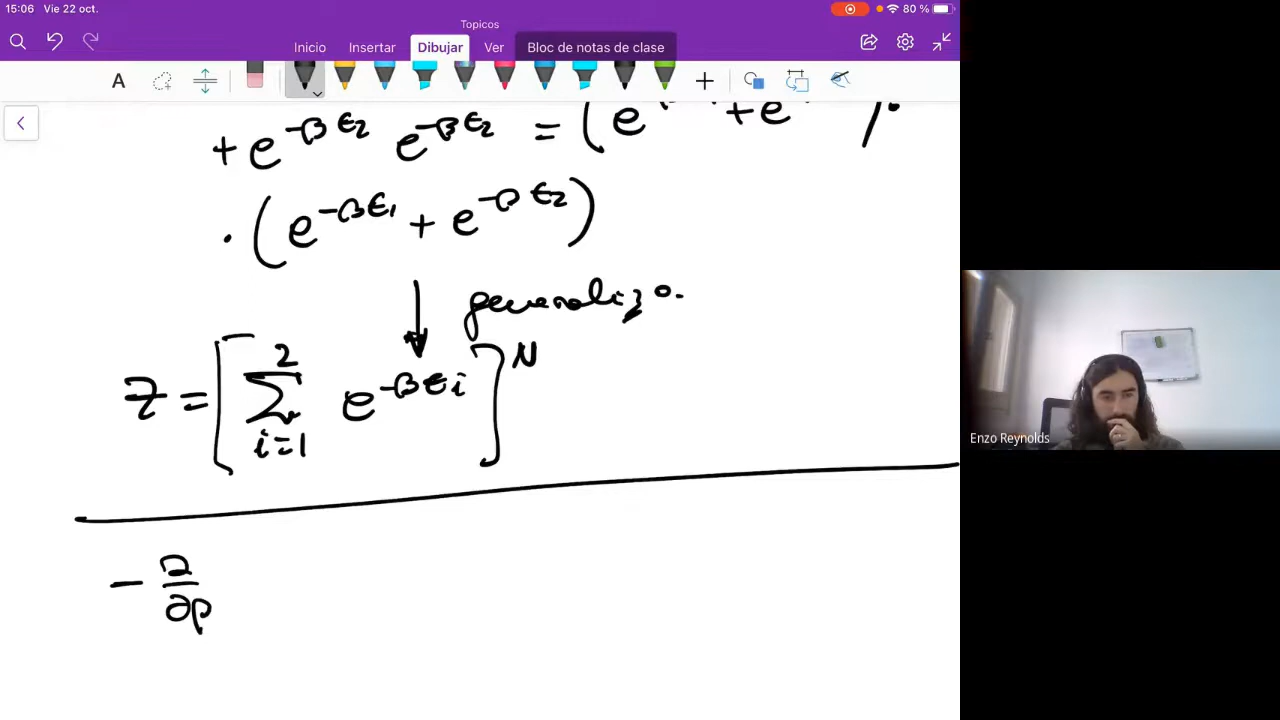 15:06 Vie 22 oct.
80 %
Topicos
Inicio Insertar Dibujar Ver Bloc de notas de clase
A
+ e^{-βε2} e^{-βε2} = (e + e ) ·
· (e^{-βε1} + e^{-βε2})
↓ generalizo.
Z = [∑_{i=1}^{2} e^{-βεi}]^N
- ∂/∂β
Enzo Reynolds